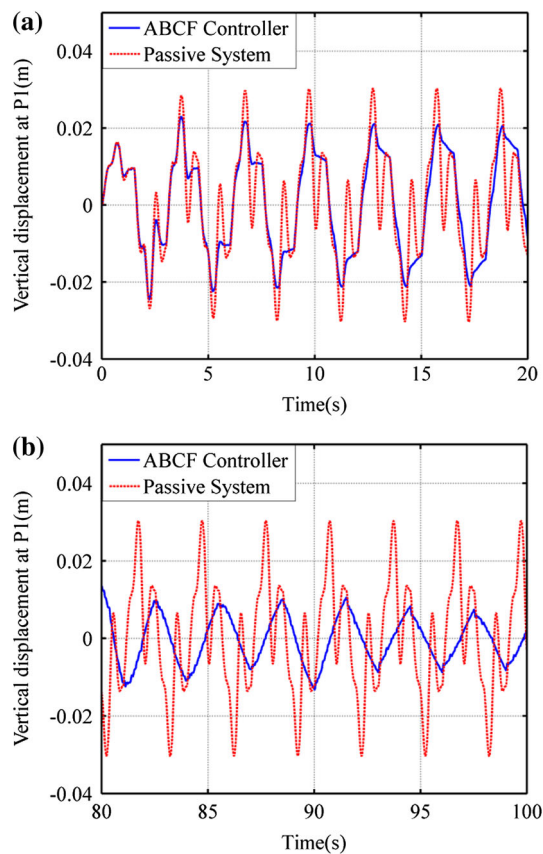 (a)
ABCF Controller
Passive System
Vertical displacement at P1(m)
0.04
0.02
0
-0.02
-0.04
0 5 10 15 20
Time(s)
(b)
ABCF Controller
Passive System
Vertical displacement at P1(m)
0.04
0.02
0
-0.02
-0.04
80 85 90 95 100
Time(s)